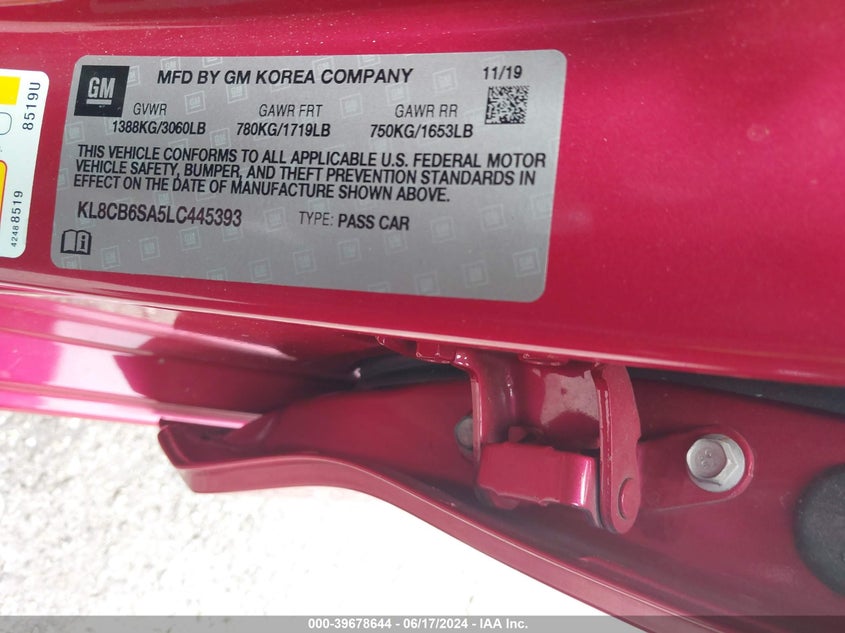 GM
MFD BY GM KOREA COMPANY 11/19
GVWR GAWR FRT GAWR RR
1388KG/3060LB 780KG/1719LB 750KG/1653LB
THIS VEHICLE CONFORMS TO ALL APPLICABLE U.S. FEDERAL MOTOR
VEHICLE SAFETY, BUMPER, AND THEFT PREVENTION STANDARDS IN
EFFECT ON THE DATE OF MANUFACTURE SHOWN ABOVE.
KL8CB6SA5LC445393 TYPE: PASS CAR
8519U
42488519
000-39678644 - 06/17/2024 - IAA Inc.